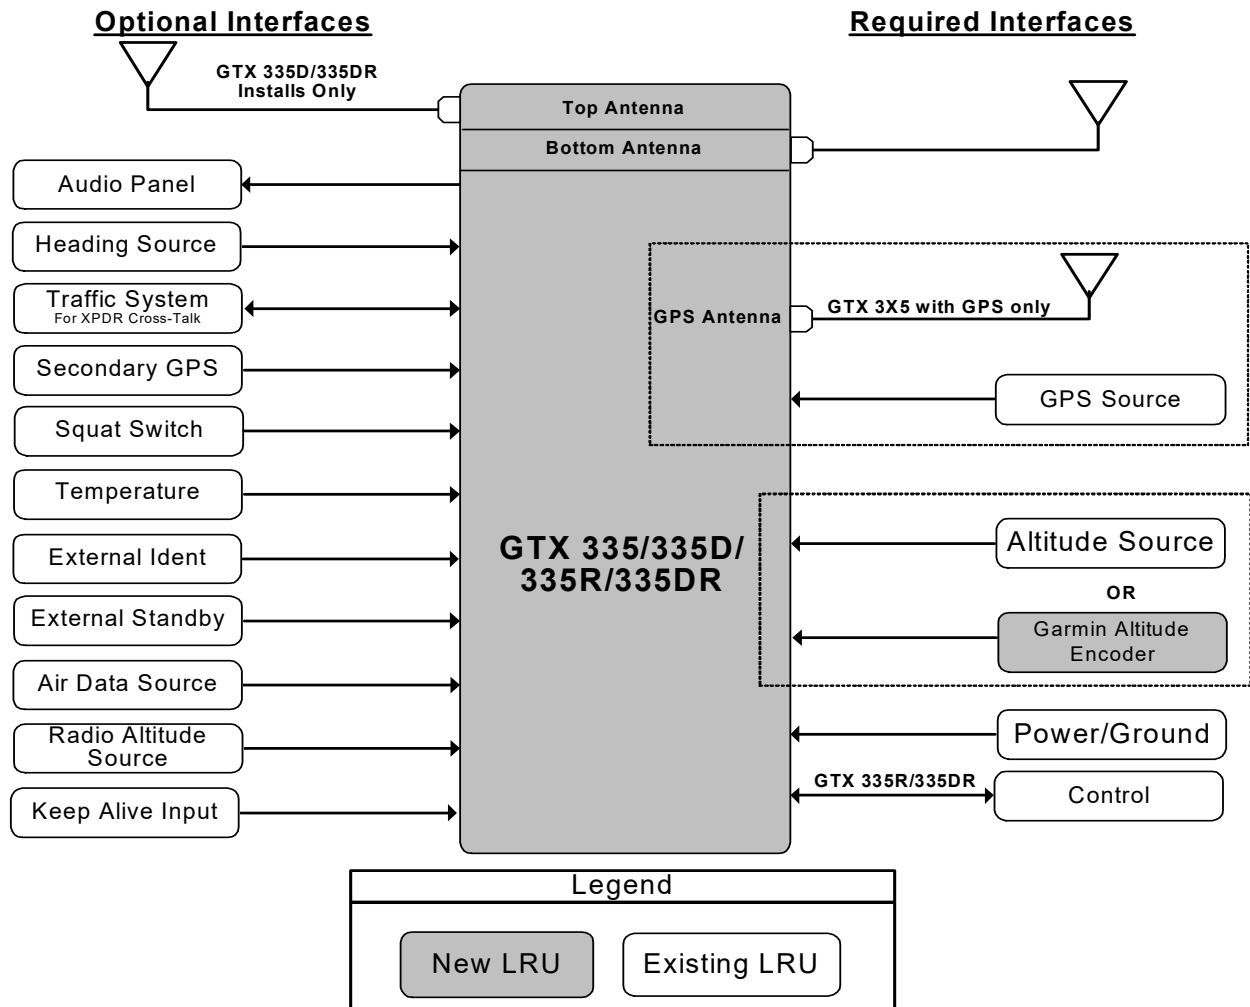 Optional Interfaces
Required Interfaces
GTX 335D/335DR
Installs Only
Top Antenna
Bottom Antenna
Audio Panel
Heading Source
Traffic System
For XPDR Cross-Talk
Secondary GPS
Squat Switch
Temperature
External Ident
External Standby
Air Data Source
Radio Altitude
Source
Keep Alive Input
GTX 335/335D/
335R/335DR
GPS Antenna
GTX 3X5 with GPS only
GPS Source
Altitude Source
OR
Garmin Altitude
Encoder
Power/Ground
GTX 335R/335DR
Control
Legend
New LRU
Existing LRU